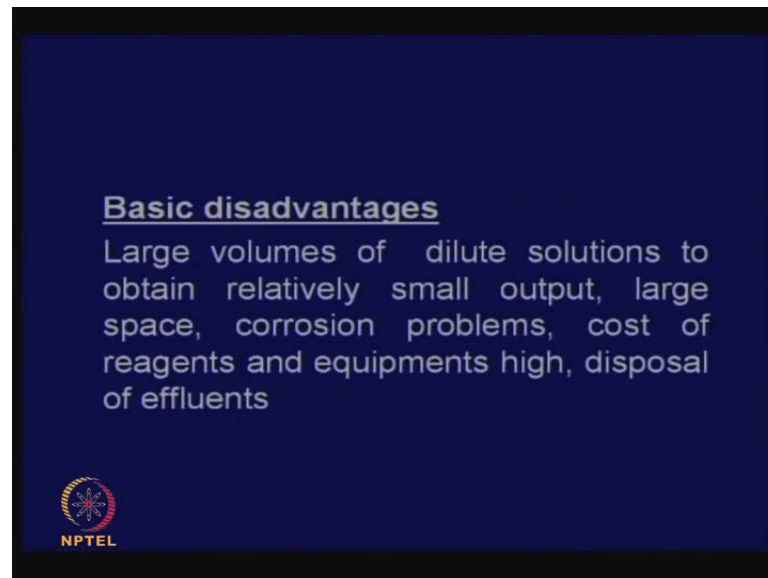 Basic disadvantages
Large volumes of dilute solutions to
obtain relatively small output, large
space, corrosion problems, cost of
reagents and equipments high, disposal
of effluents
NPTEL